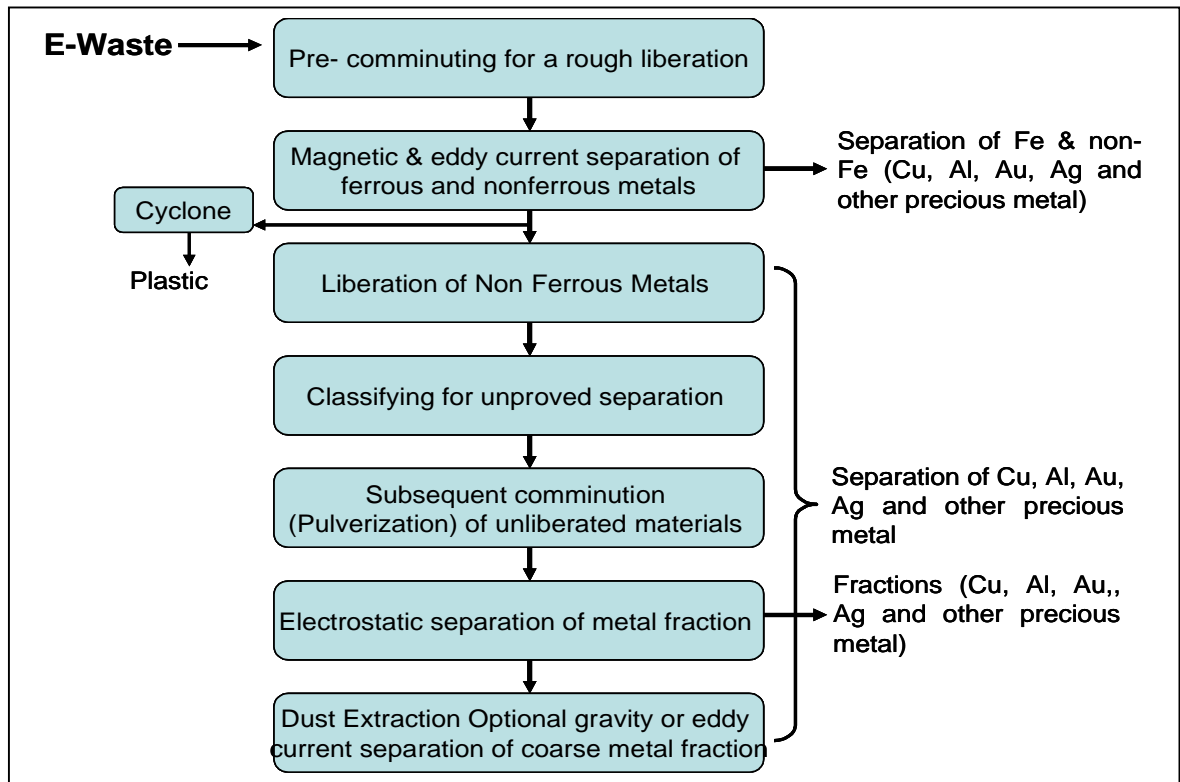 E-Waste
Pre- comminuting for a rough liberation
Magnetic & eddy current separation of
ferrous and nonferrous metals
Separation of Fe & non-
Fe (Cu, Al, Au, Ag and
other precious metal)
Cyclone
Plastic
Liberation of Non Ferrous Metals
Classifying for unproved separation
Subsequent comminution
(Pulverization) of unliberated materials
Separation of Cu, Al, Au,
Ag and other precious
metal
Electrostatic separation of metal fraction
Fractions (Cu, Al, Au,,
Ag and other precious
metal)
Dust Extraction Optional gravity or eddy
current separation of coarse metal fraction